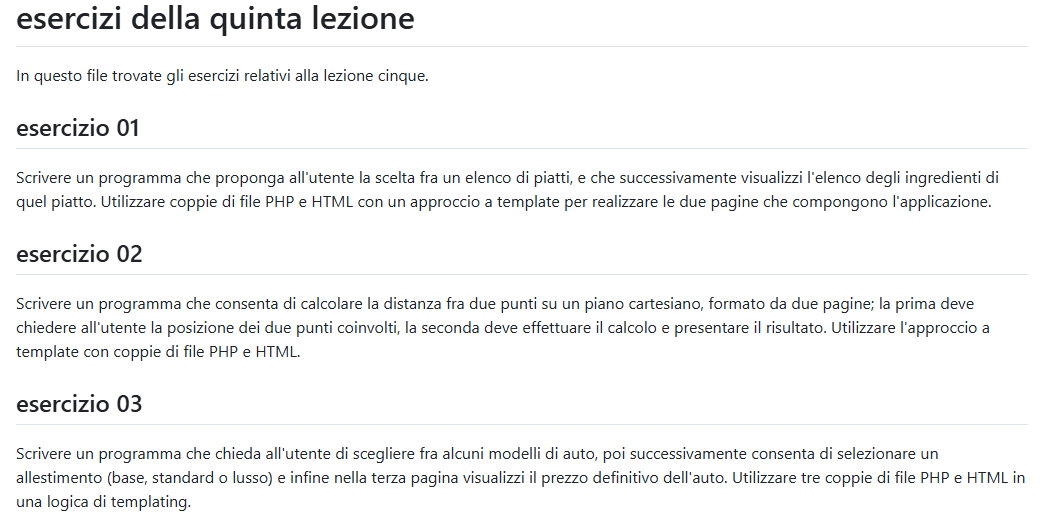 esercizi della quinta lezione
In questo file trovate gli esercizi relativi alla lezione cinque.
esercizio 01
Scrivere un programma che proponga all'utente la scelta fra un elenco di piatti, e che successivamente visualizzi l'elenco degli ingredienti di
quel piatto. Utilizzare coppie di file PHP e HTML con un approccio a template per realizzare le due pagine che compongono l'applicazione.
esercizio 02
Scrivere un programma che consenta di calcolare la distanza fra due punti su un piano cartesiano, formato da due pagine; la prima deve
chiedere all'utente la posizione dei due punti coinvolti, la seconda deve effettuare il calcolo e presentare il risultato. Utilizzare l'approccio a
template con coppie di file PHP e HTML.
esercizio 03
Scrivere un programma che chieda all'utente di scegliere fra alcuni modelli di auto, poi successivamente consenta di selezionare un
allestimento (base, standard o lusso) e infine nella terza pagina visualizzi il prezzo definitivo dell'auto. Utilizzare tre coppie di file PHP e HTML in
una logica di templating.